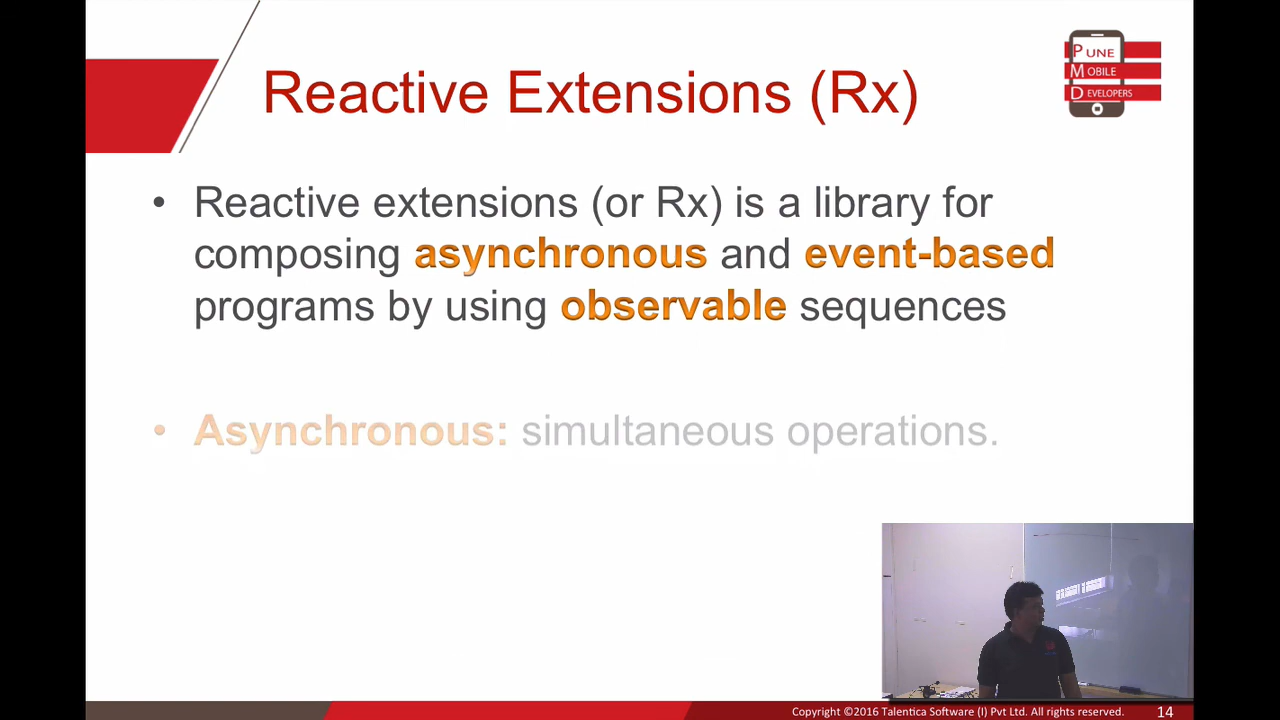 Reactive Extensions (Rx)
PUNE
MOBILE
DEVELOPERS
• Reactive extensions (or Rx) is a library for
composing asynchronous and event-based
programs by using observable sequences
• Asynchronous: simultaneous operations.
Copyright ©2016 Talentica Software (I) Pvt Ltd. All rights reserved. 14